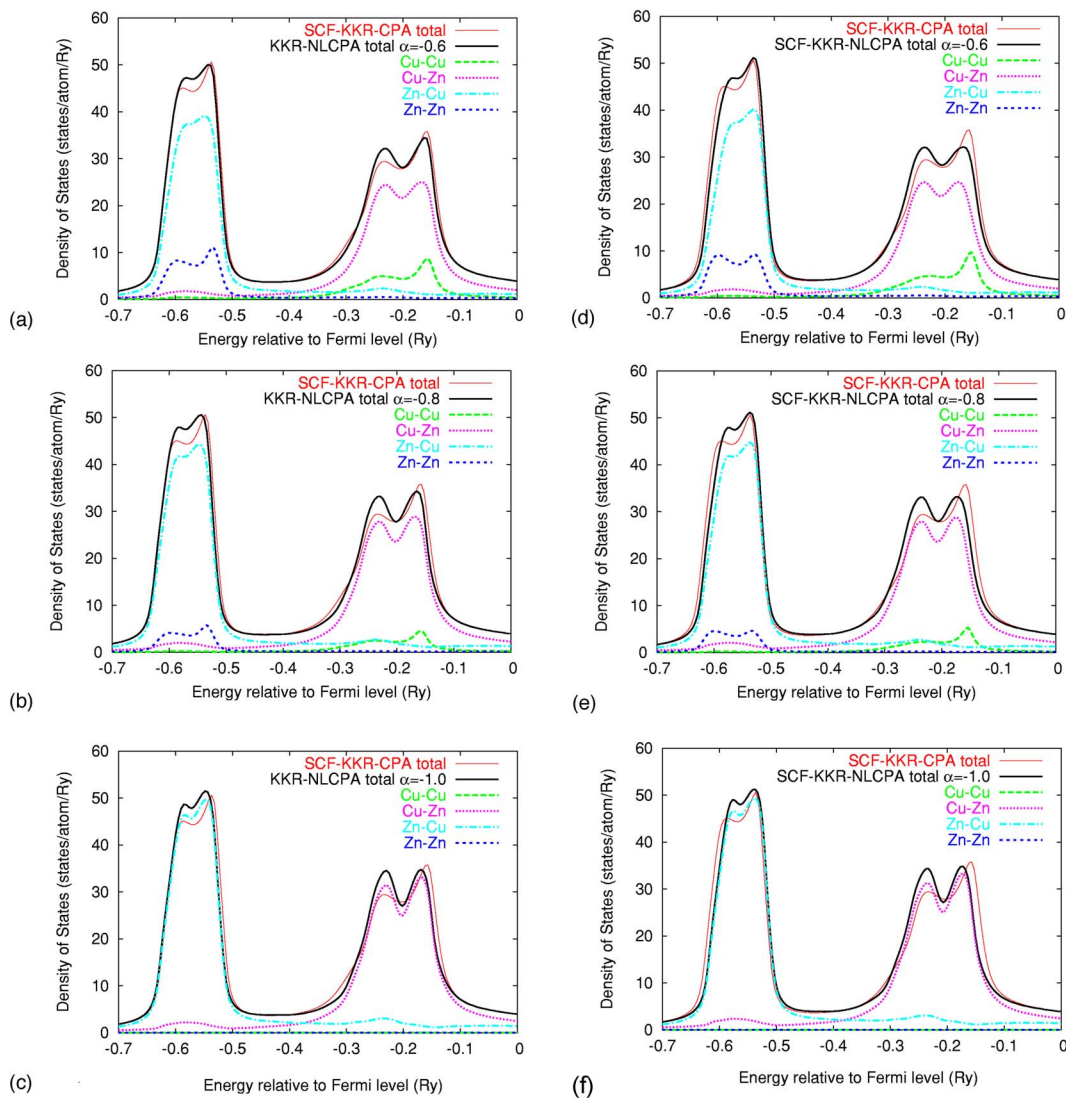 60
50
40
30
20
10
0
Density of States (states/atom/Ry)
SCF-KKR-CPA total
KKR-NLCPA total α=-0.6
Cu-Cu
Cu-Zn
Zn-Cu
Zn-Zn
-0.7 -0.6 -0.5 -0.4 -0.3 -0.2 -0.1 0
Energy relative to Fermi level (Ry)
(a)
60
50
40
30
20
10
0
Density of States (states/atom/Ry)
SCF-KKR-CPA total
SCF-KKR-NLCPA total α=-0.6
Cu-Cu
Cu-Zn
Zn-Cu
Zn-Zn
-0.7 -0.6 -0.5 -0.4 -0.3 -0.2 -0.1 0
Energy relative to Fermi level (Ry)
(d)
60
50
40
30
20
10
0
Density of States (states/atom/Ry)
SCF-KKR-CPA total
KKR-NLCPA total α=-0.8
Cu-Cu
Cu-Zn
Zn-Cu
Zn-Zn
-0.7 -0.6 -0.5 -0.4 -0.3 -0.2 -0.1 0
Energy relative to Fermi level (Ry)
(b)
60
50
40
30
20
10
0
Density of States (states/atom/Ry)
SCF-KKR-CPA total
SCF-KKR-NLCPA total α=-0.8
Cu-Cu
Cu-Zn
Zn-Cu
Zn-Zn
-0.7 -0.6 -0.5 -0.4 -0.3 -0.2 -0.1 0
Energy relative to Fermi level (Ry)
(e)
60
50
40
30
20
10
0
Density of States (states/atom/Ry)
SCF-KKR-CPA total
KKR-NLCPA total α=-1.0
Cu-Cu
Cu-Zn
Zn-Cu
Zn-Zn
-0.7 -0.6 -0.5 -0.4 -0.3 -0.2 -0.1 0
Energy relative to Fermi level (Ry)
(c)
60
50
40
30
20
10
0
Density of States (states/atom/Ry)
SCF-KKR-CPA total
SCF-KKR-NLCPA total α=-1.0
Cu-Cu
Cu-Zn
Zn-Cu
Zn-Zn
-0.7 -0.6 -0.5 -0.4 -0.3 -0.2 -0.1 0
Energy relative to Fermi level (Ry)
(f)